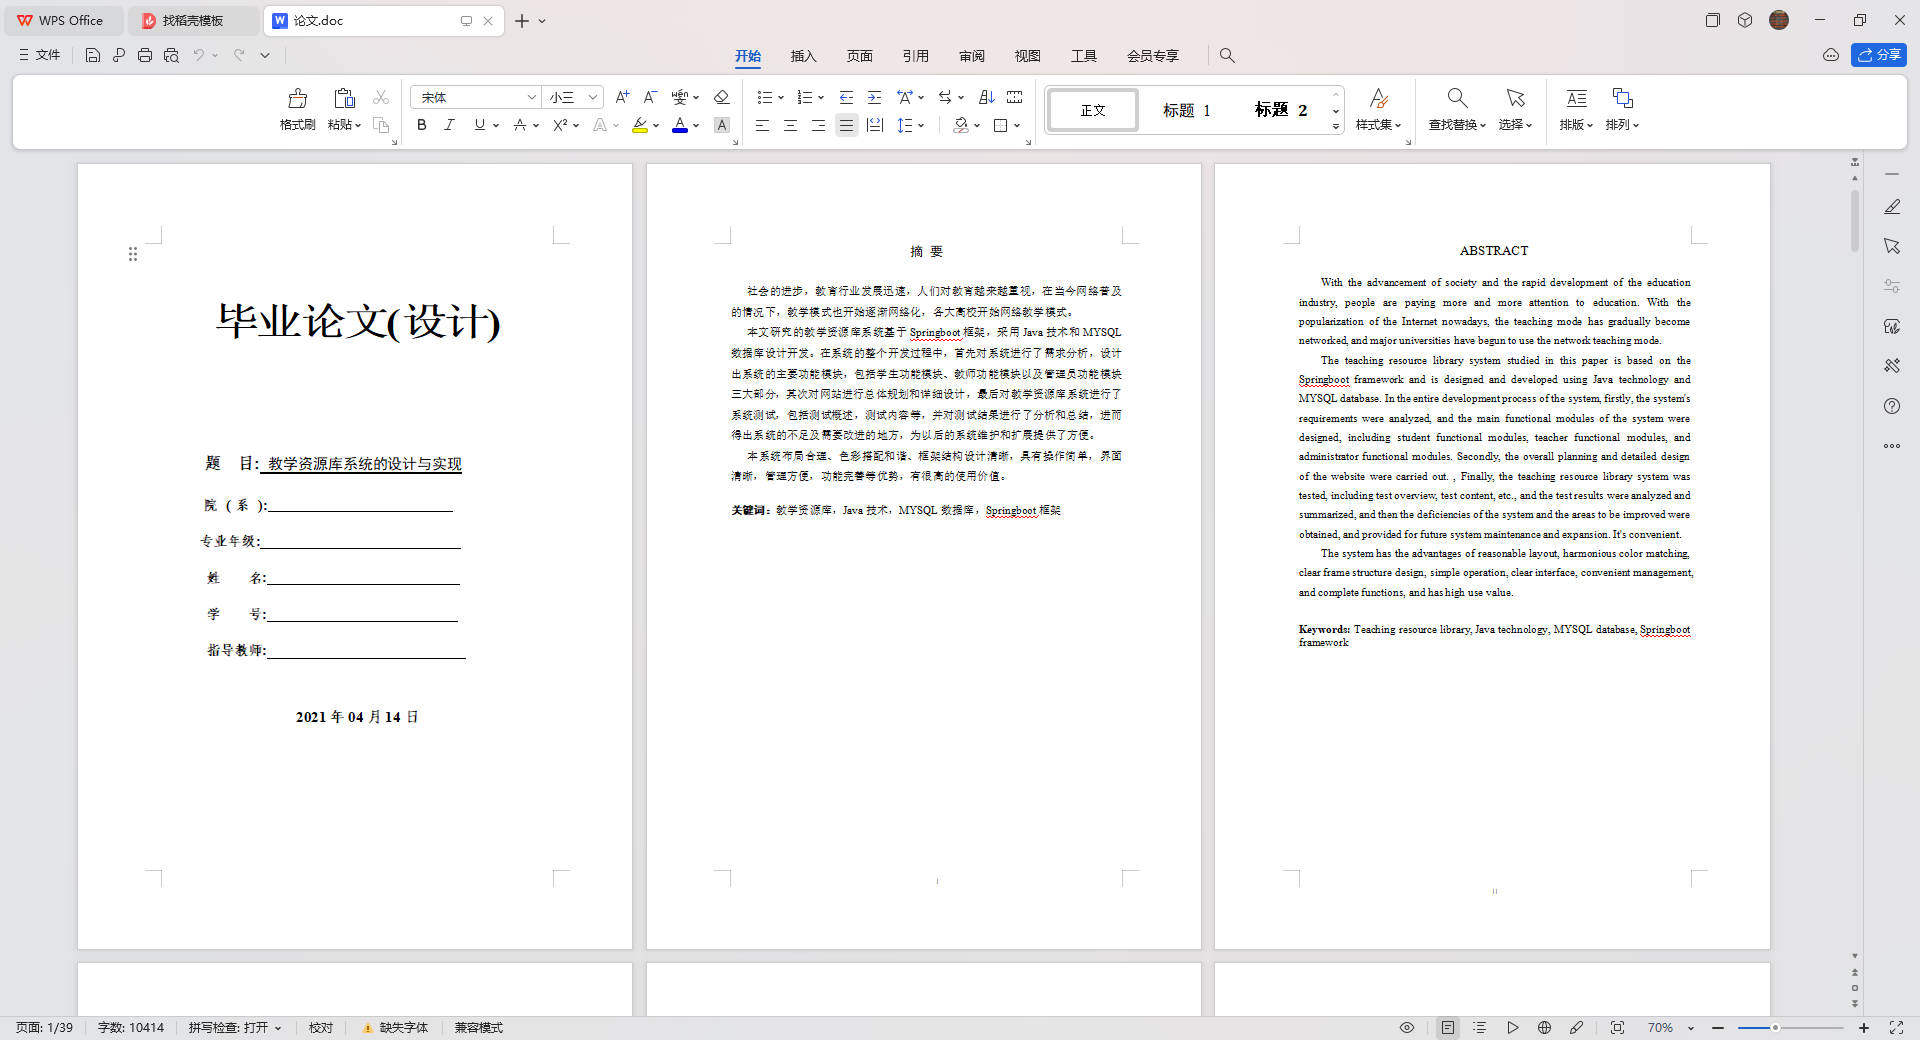 WPS Office
找稻壳模板
论文.doc
文件
开始
插入
页面
引用
审阅
视图
工具
会员专享
分享
格式刷
粘贴
宋体
小三
正文
标题 1
标题 2
样式集
查找替换
选择
排版
排列
毕业论文(设计)
题 目: 教学资源库系统的设计与实现
院 ( 系 ):
专业年级:
姓 名:
学 号:
指导教师:
2021 年 04 月 14 日
摘 要
社会的进步，教育行业发展迅速，人们对教育越来越重视，在当今网络普及
的情况下，教学模式也开始逐渐网络化，各大高校开始网络教学模式。
本文研究的教学资源库系统基于 Springboot 框架，采用 Java 技术和 MYSQL
数据库设计开发。在系统的整个开发过程中，首先对系统进行了需求分析，设计
出系统的主要功能模块，包括学生功能模块、教师功能模块以及管理员功能模块
三大部分，其次对网站进行总体规划和详细设计，最后对教学资源库系统进行了
系统测试，包括测试概述，测试内容等，并对测试结果进行了分析和总结，进而
得出系统的不足及需要改进的地方，为以后的系统维护和扩展提供了方便。
本系统布局合理、色彩搭配和谐、框架结构设计清晰，具有操作简单，界面
清晰，管理方便，功能完善等优势，有很高的使用价值。
关键词：教学资源库，Java 技术，MYSQL 数据库，Springboot 框架
I
ABSTRACT
With the advancement of society and the rapid development of the education
industry, people are paying more and more attention to education. With the
popularization of the Internet nowadays, the teaching mode has gradually become
networked, and major universities have begun to use the network teaching mode.
The teaching resource library system studied in this paper is based on the
Springboot framework and is designed and developed using Java technology and
MYSQL database. In the entire development process of the system, firstly, the system's
requirements were analyzed, and the main functional modules of the system were
designed, including student functional modules, teacher functional modules, and
administrator functional modules. Secondly, the overall planning and detailed design
of the website were carried out. , Finally, the teaching resource library system was
tested, including test overview, test content, etc., and the test results were analyzed and
summarized, and then the deficiencies of the system and the areas to be improved were
obtained, and provided for future system maintenance and expansion. It's convenient.
The system has the advantages of reasonable layout, harmonious color matching,
clear frame structure design, simple operation, clear interface, convenient management,
and complete functions, and has high use value.
Keywords: Teaching resource library, Java technology, MYSQL database, Springboot
framework
II
页面: 1/39
字数: 10414
拼写检查: 打开
校对
缺失字体
兼容模式
70%